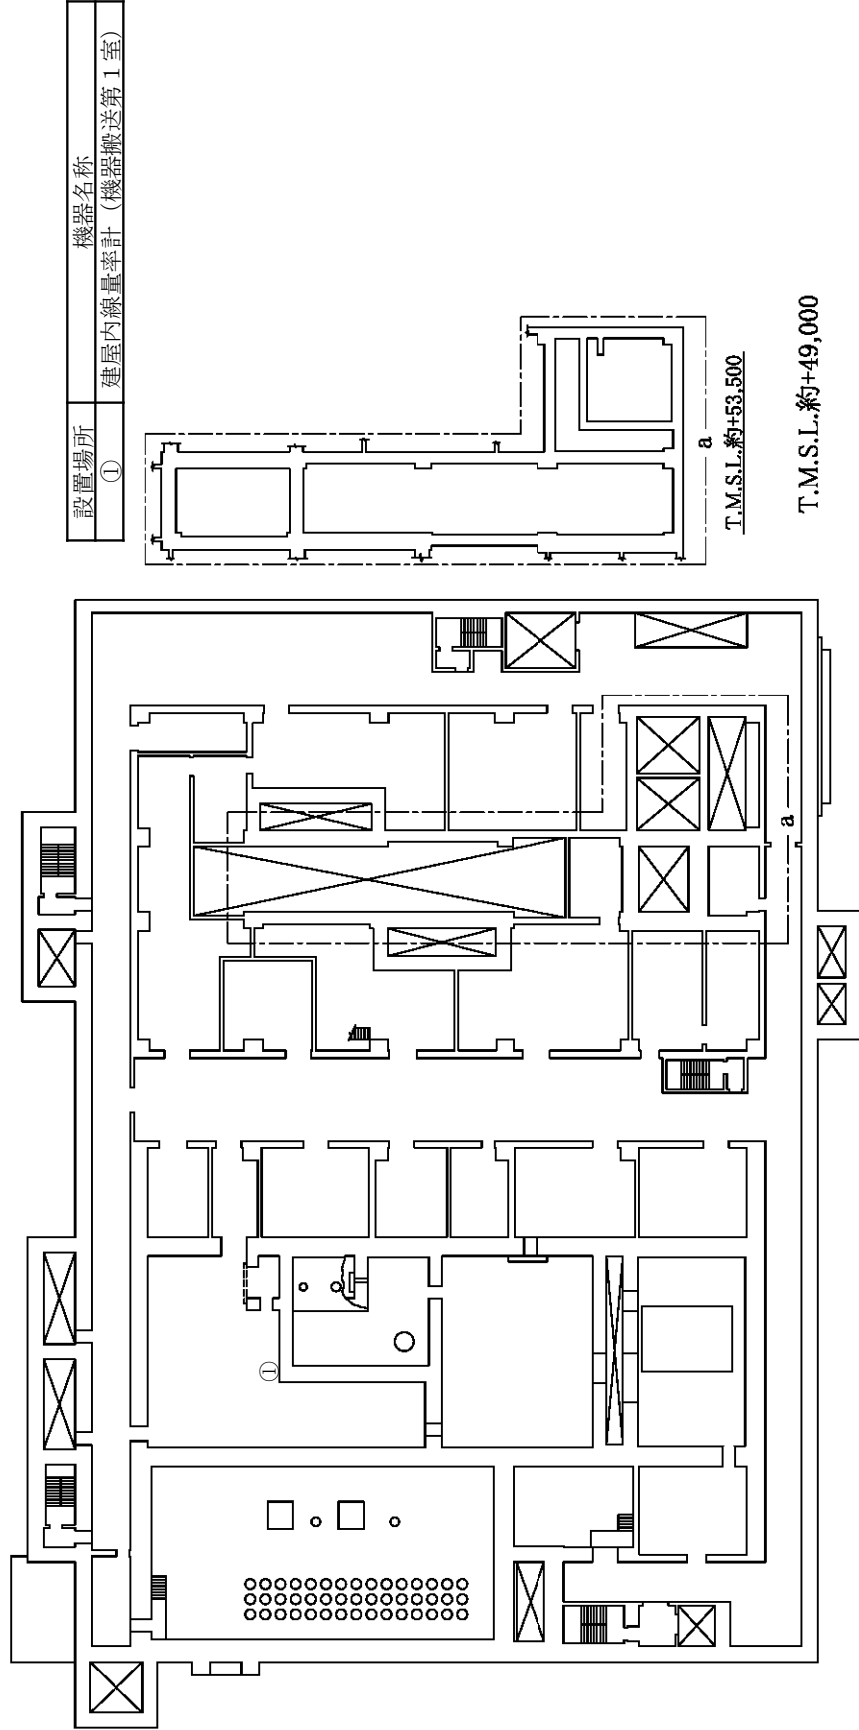 設置場所 機器名称
① 建屋内線量率計（機器搬送第１室）
a
T.M.S.L.約+53,500
T.M.S.L.約+49,000
a
①